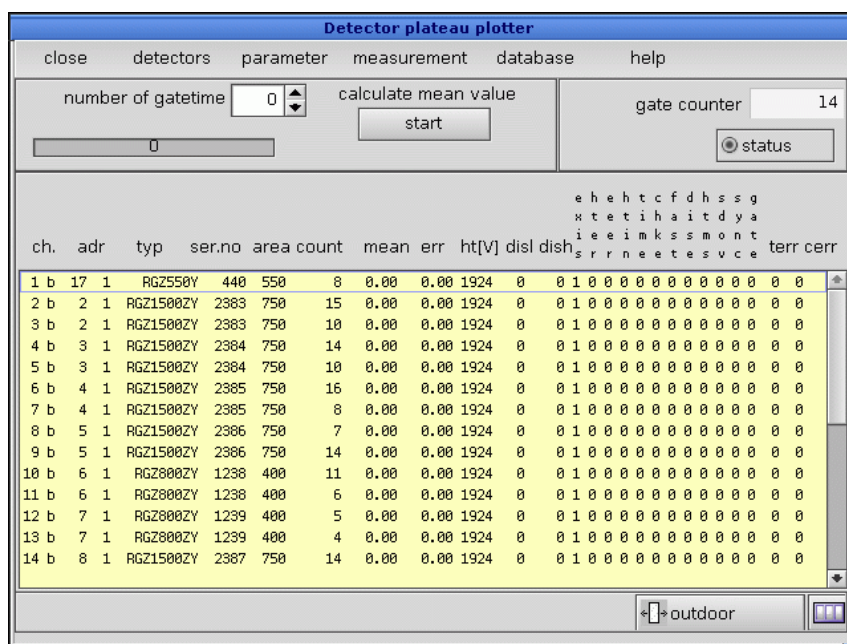 Detector plateau plotter
close detectors parameter measurement database help
number of gatetime 0 calculate mean value gate counter 14
start
0 status
e h e h t c f d h s s g
x t e t i h a i t d y a
i e e i m k s s m o n t
s r r n e e t e s v c e
ch. adr typ ser.no area count mean err ht[V] disl dish terr cerr
1 b 17 1 RGZ550Y 440 550 8 0.00 0.00 1924 0 0 1 0 0 0 0 0 0 0 0 0 0 0 0 0
2 b 2 1 RGZ1500ZY 2383 750 15 0.00 0.00 1924 0 0 1 0 0 0 0 0 0 0 0 0 0 0 0 0
3 b 2 1 RGZ1500ZY 2383 750 10 0.00 0.00 1924 0 0 1 0 0 0 0 0 0 0 0 0 0 0 0 0
4 b 3 1 RGZ1500ZY 2384 750 14 0.00 0.00 1924 0 0 1 0 0 0 0 0 0 0 0 0 0 0 0 0
5 b 3 1 RGZ1500ZY 2384 750 10 0.00 0.00 1924 0 0 1 0 0 0 0 0 0 0 0 0 0 0 0 0
6 b 4 1 RGZ1500ZY 2385 750 16 0.00 0.00 1924 0 0 1 0 0 0 0 0 0 0 0 0 0 0 0 0
7 b 4 1 RGZ1500ZY 2385 750 8 0.00 0.00 1924 0 0 1 0 0 0 0 0 0 0 0 0 0 0 0 0
8 b 5 1 RGZ1500ZY 2386 750 7 0.00 0.00 1924 0 0 1 0 0 0 0 0 0 0 0 0 0 0 0 0
9 b 5 1 RGZ1500ZY 2386 750 14 0.00 0.00 1924 0 0 1 0 0 0 0 0 0 0 0 0 0 0 0 0
10 b 6 1 RGZ800ZY 1238 400 11 0.00 0.00 1924 0 0 1 0 0 0 0 0 0 0 0 0 0 0 0 0
11 b 6 1 RGZ800ZY 1238 400 6 0.00 0.00 1924 0 0 1 0 0 0 0 0 0 0 0 0 0 0 0 0
12 b 7 1 RGZ800ZY 1239 400 5 0.00 0.00 1924 0 0 1 0 0 0 0 0 0 0 0 0 0 0 0 0
13 b 7 1 RGZ800ZY 1239 400 4 0.00 0.00 1924 0 0 1 0 0 0 0 0 0 0 0 0 0 0 0 0
14 b 8 1 RGZ1500ZY 2387 750 14 0.00 0.00 1924 0 0 1 0 0 0 0 0 0 0 0 0 0 0 0 0
outdoor